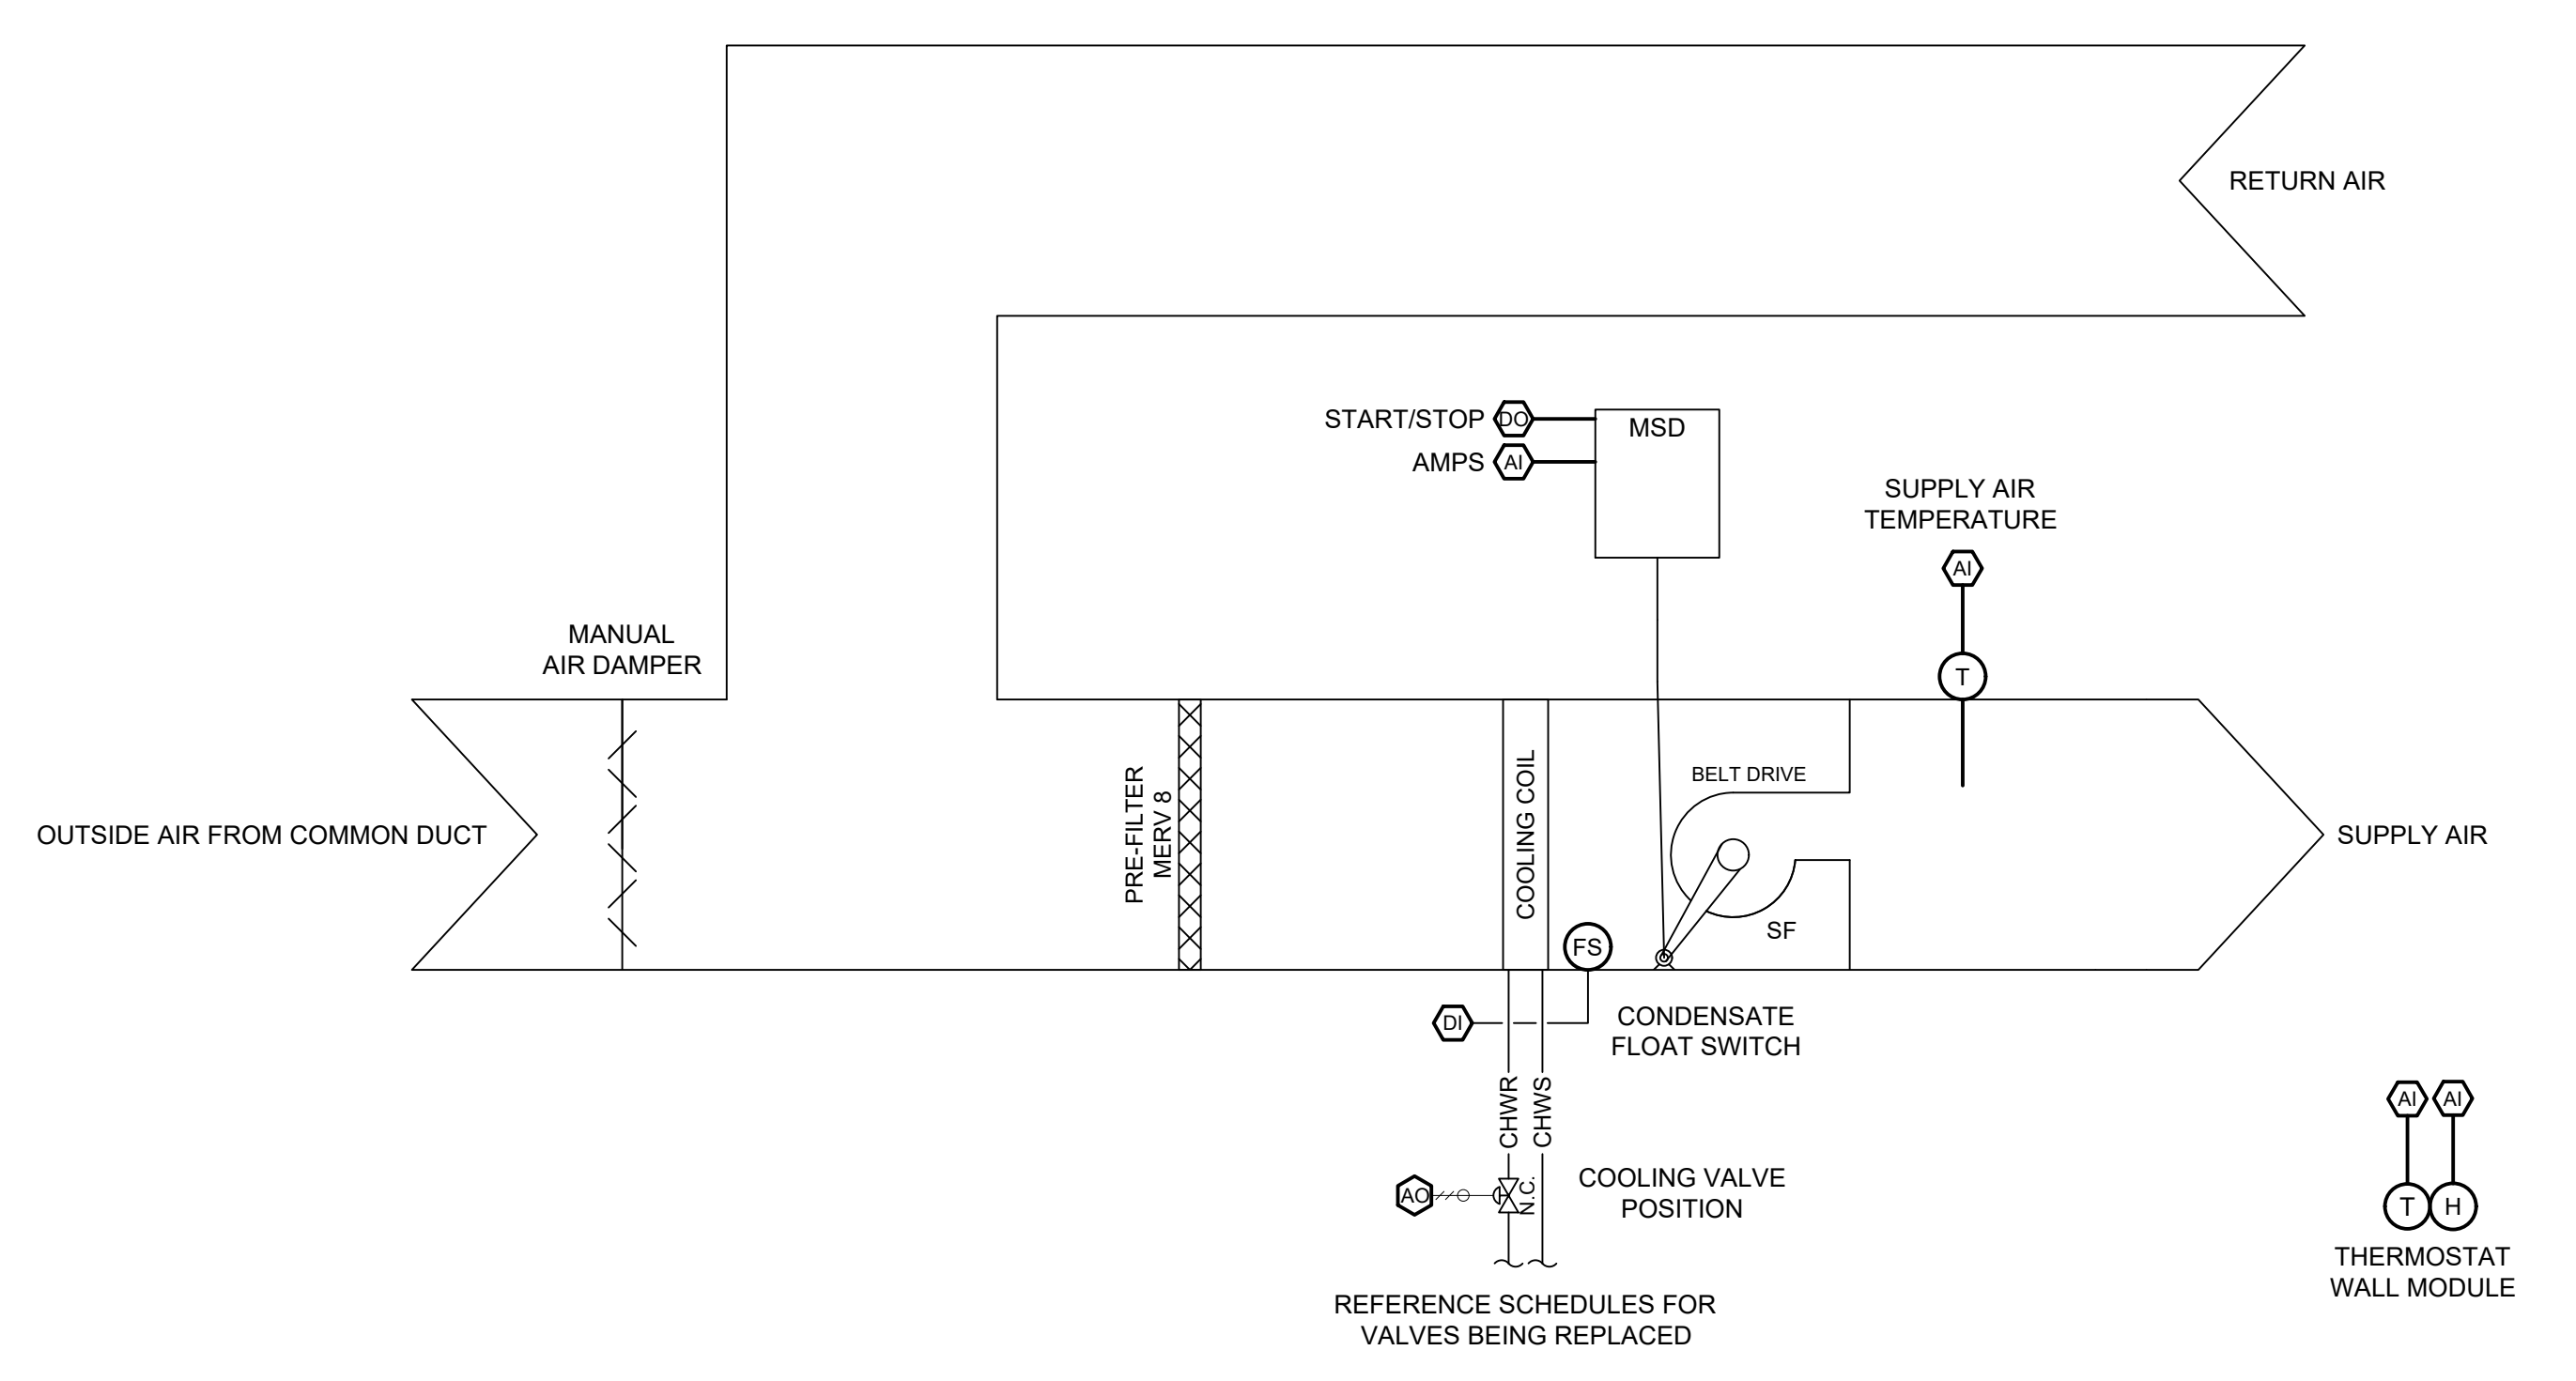 RETURN AIR
START/STOP DO
MSD
AMPS AI
SUPPLY AIR
TEMPERATURE
AI
T
MANUAL
AIR DAMPER
OUTSIDE AIR FROM COMMON DUCT
PRE-FILTER
MERV 8
COOLING COIL
BELT DRIVE
SF
SUPPLY AIR
FS
DI
CONDENSATE
FLOAT SWITCH
CHWR
CHWS
AO
N.C.
COOLING VALVE
POSITION
REFERENCE SCHEDULES FOR
VALVES BEING REPLACED
AI AI
T H
THERMOSTAT
WALL MODULE